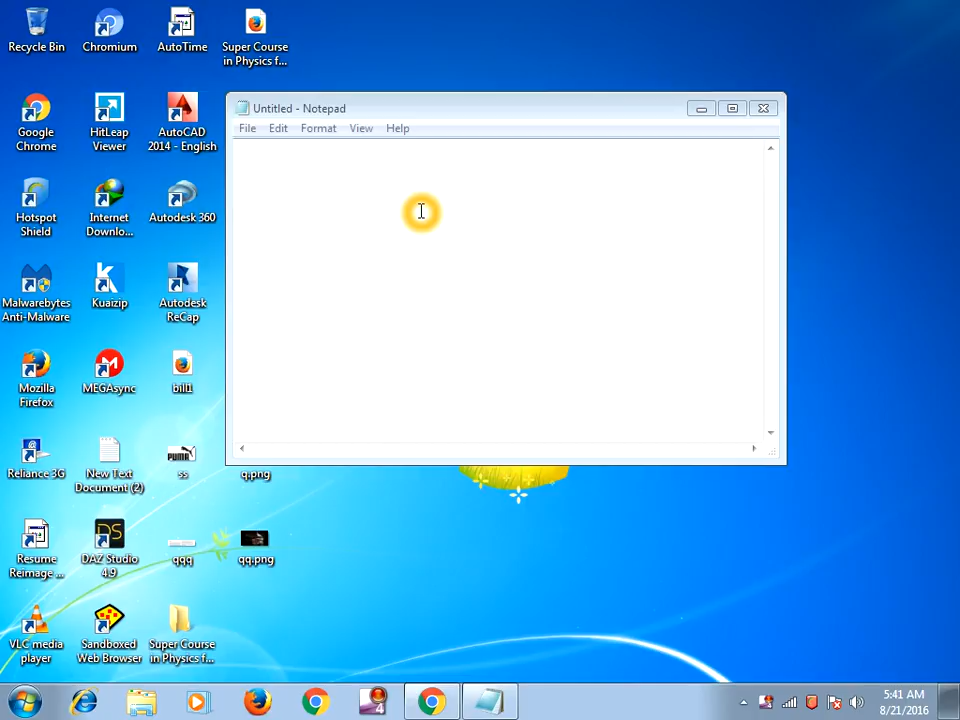 Recycle Bin
Chromium
AutoTime
Super Course
in Physics f...
Google
Chrome
HitLeap
Viewer
AutoCAD
2014 - English
Hotspot
Shield
Internet
Downlo...
Autodesk 360
Malwarebytes
Anti-Malware
Kuaizip
Autodesk
ReCap
Mozilla
Firefox
MEGAsync
bill1
Reliance 3G
New Text
Document (2)
PUMA
ss
q.png
Resume
Reimage ...
DS
DAZ Studio
4.9
qqq
qq.png
VLC media
player
Sandboxed
Web Browser
Super Course
in Physics f...
Untitled - Notepad
File Edit Format View Help
4
5:41 AM
8/21/2016